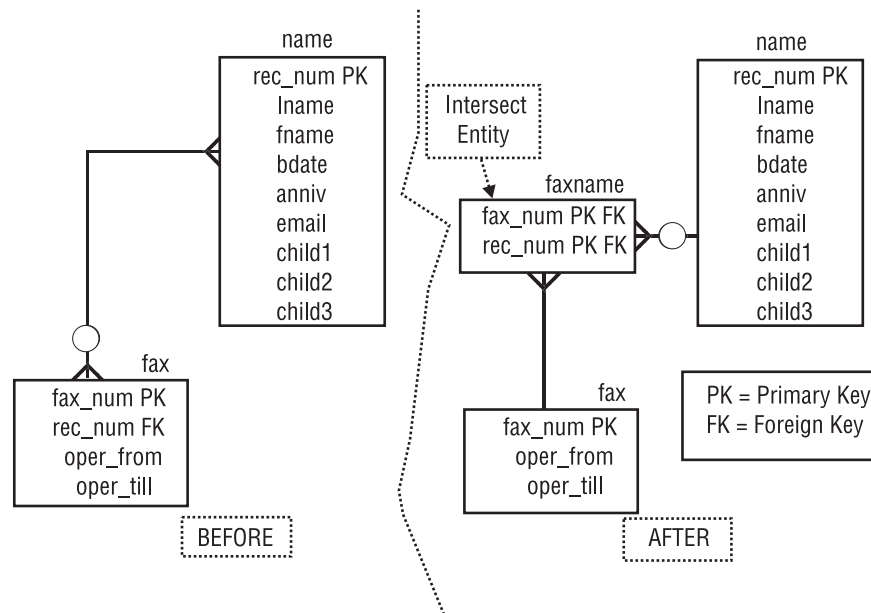 name
rec_num PK
lname
fname
bdate
anniv
email
child1
child2
child3
fax
fax_num PK
rec_num FK
oper_from
oper_till
BEFORE
Intersect
Entity
faxname
fax_num PK FK
rec_num PK FK
name
rec_num PK
lname
fname
bdate
anniv
email
child1
child2
child3
fax
fax_num PK
oper_from
oper_till
PK = Primary Key
FK = Foreign Key
AFTER